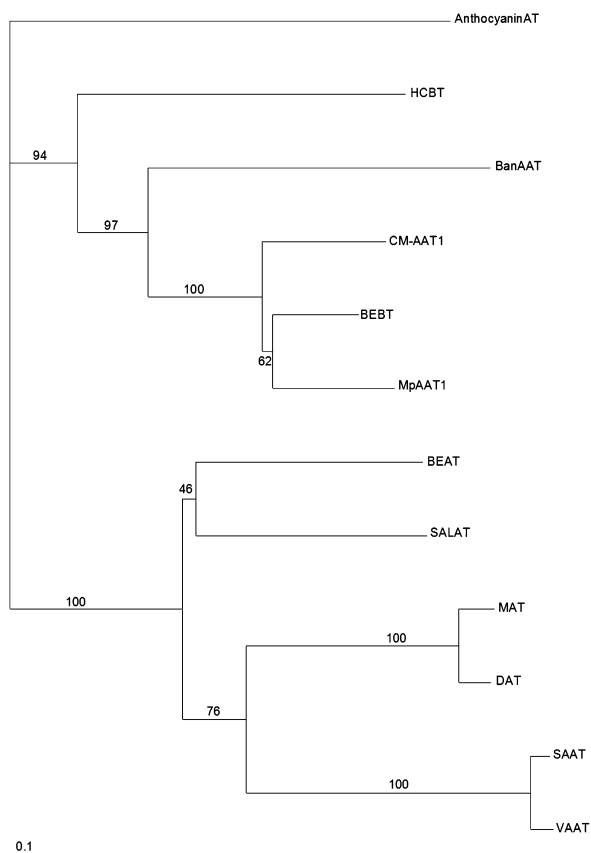 AnthocyaninAT
HCBT
94
BanAAT
97
CM-AAT1
100
BEBT
62
MpAAT1
BEAT
46
SALAT
100
MAT
100
DAT
76
SAAT
100
VAAT
0.1